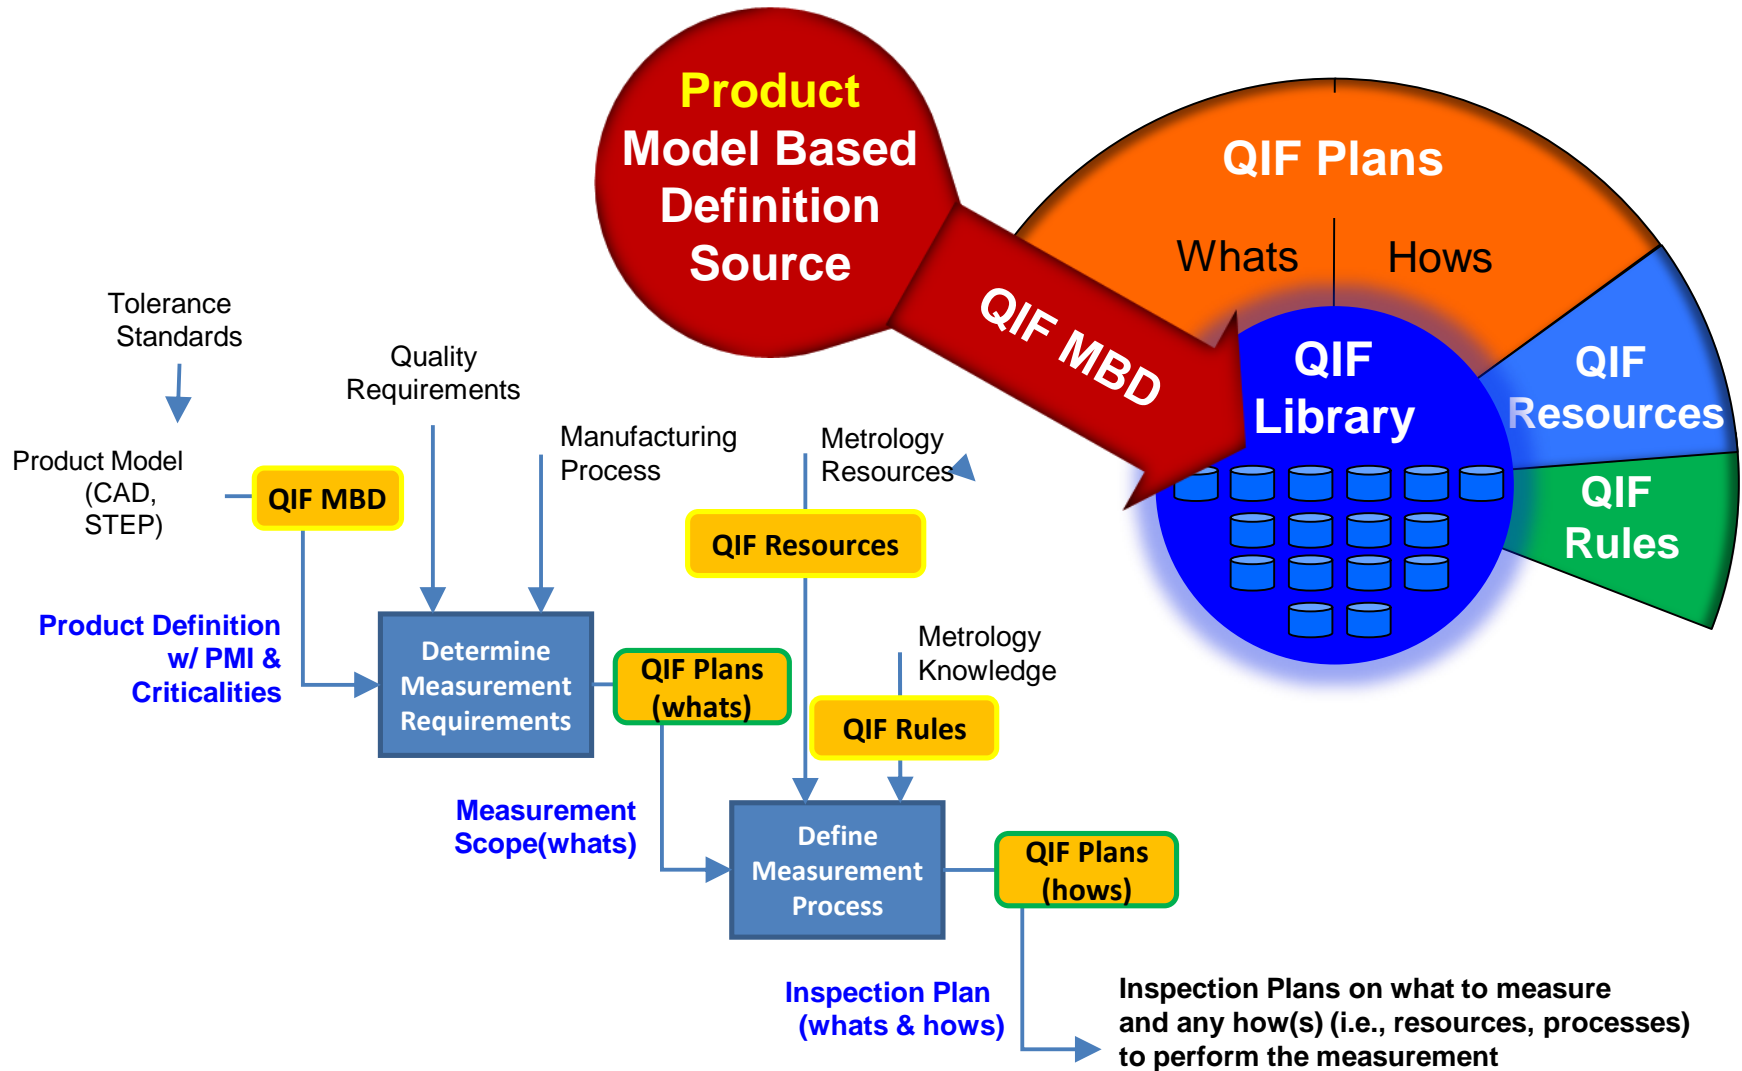 Product
Model Based
Definition
Source
QIF MBD
QIF Plans
Whats
Hows
QIF
Library
QIF
Resources
QIF
Rules
Tolerance
Standards
Product Model
(CAD,
STEP)
QIF MBD
Quality
Requirements
Manufacturing
Process
Metrology
Resources
QIF Resources
Product Definition
w/ PMI &
Criticalities
Determine
Measurement
Requirements
QIF Plans
(whats)
Metrology
Knowledge
QIF Rules
Measurement
Scope(whats)
Define
Measurement
Process
QIF Plans
(hows)
Inspection Plan
(whats & hows)
Inspection Plans on what to measure
and any how(s) (i.e., resources, processes)
to perform the measurement